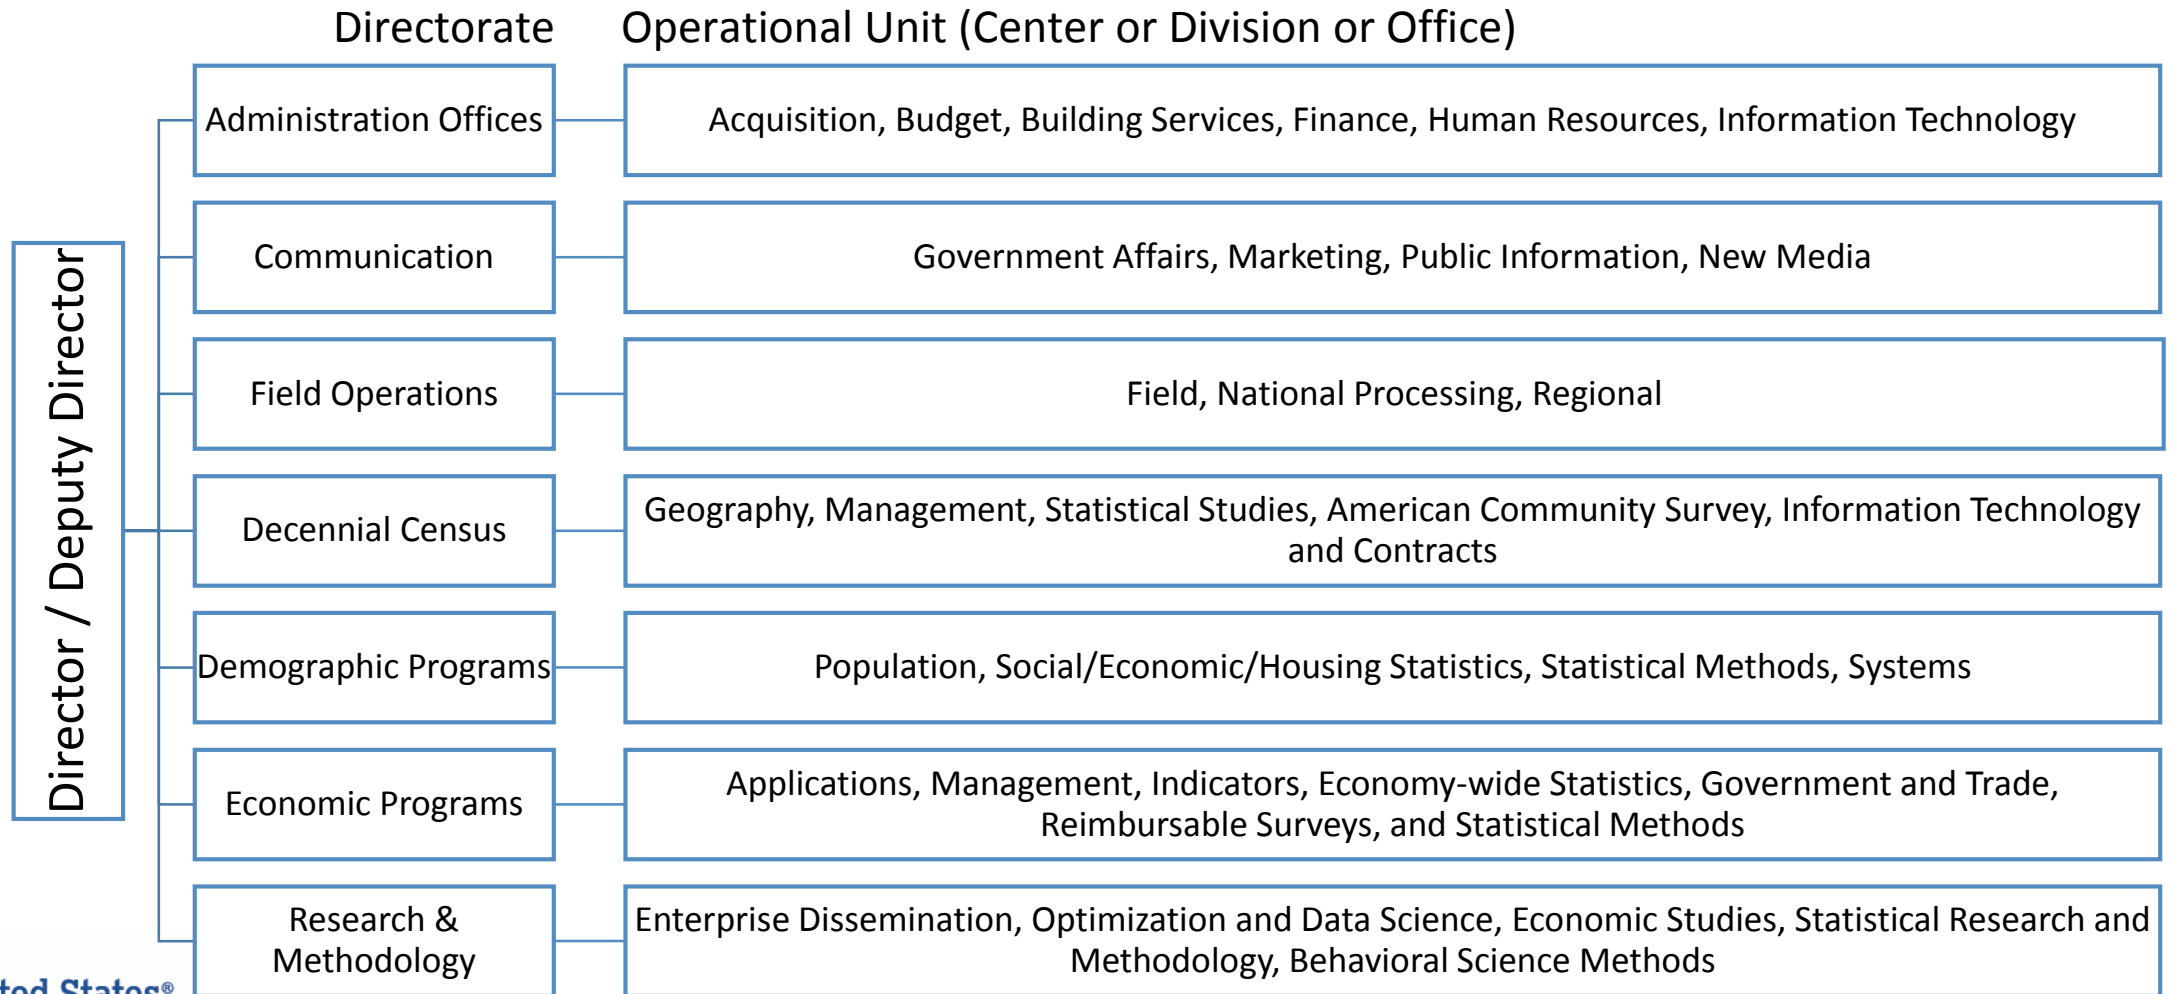 Directorate
Operational Unit (Center or Division or Office)
Director / Deputy Director
Administration Offices
Acquisition, Budget, Building Services, Finance, Human Resources, Information Technology
Communication
Government Affairs, Marketing, Public Information, New Media
Field Operations
Field, National Processing, Regional
Decennial Census
Geography, Management, Statistical Studies, American Community Survey, Information Technology
and Contracts
Demographic Programs
Population, Social/Economic/Housing Statistics, Statistical Methods, Systems
Economic Programs
Applications, Management, Indicators, Economy-wide Statistics, Government and Trade,
Reimbursable Surveys, and Statistical Methods
Research &
Methodology
Enterprise Dissemination, Optimization and Data Science, Economic Studies, Statistical Research and
Methodology, Behavioral Science Methods
States®